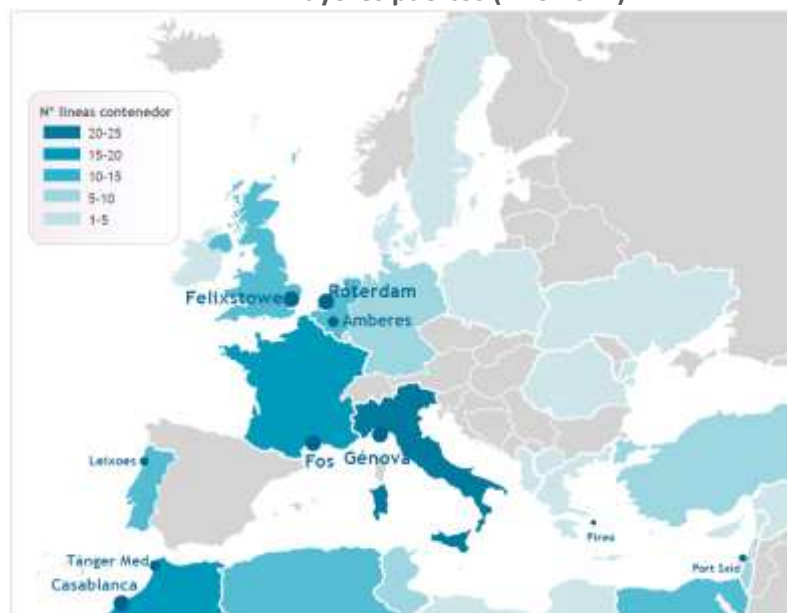 Nº lineas contenedor
20-25
15-20
10-15
5-10
1-5
Felixstowe
Roterdam
Amberes
Leixoes
Fos
Génova
Tánger Med
Casablanca
Pireo
Port Said